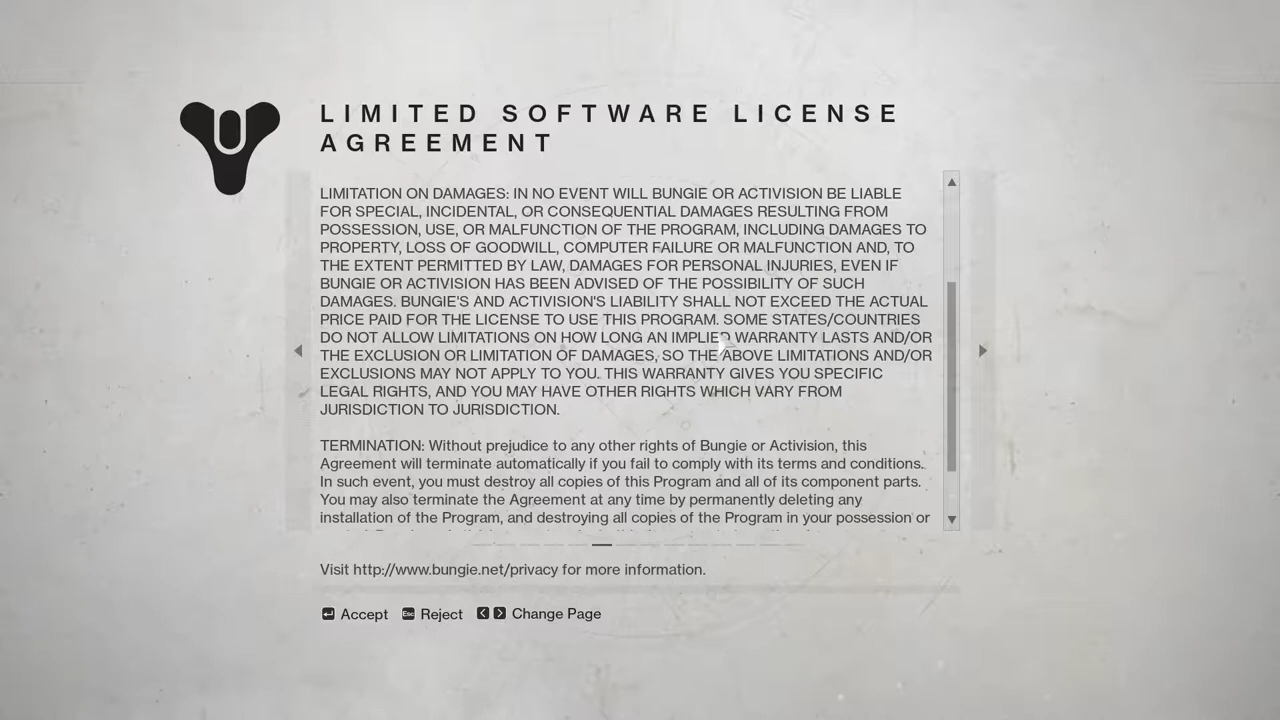 LIMITED SOFTWARE LICENSE
AGREEMENT
LIMITATION ON DAMAGES: IN NO EVENT WILL BUNGIE OR ACTIVISION BE LIABLE
FOR SPECIAL, INCIDENTAL, OR CONSEQUENTIAL DAMAGES RESULTING FROM
POSSESSION, USE, OR MALFUNCTION OF THE PROGRAM, INCLUDING DAMAGES TO
PROPERTY, LOSS OF GOODWILL, COMPUTER FAILURE OR MALFUNCTION AND, TO
THE EXTENT PERMITTED BY LAW, DAMAGES FOR PERSONAL INJURIES, EVEN IF
BUNGIE OR ACTIVISION HAS BEEN ADVISED OF THE POSSIBILITY OF SUCH
DAMAGES. BUNGIE'S AND ACTIVISION'S LIABILITY SHALL NOT EXCEED THE ACTUAL
PRICE PAID FOR THE LICENSE TO USE THIS PROGRAM. SOME STATES/COUNTRIES
DO NOT ALLOW LIMITATIONS ON HOW LONG AN IMPLIED WARRANTY LASTS AND/OR
THE EXCLUSION OR LIMITATION OF DAMAGES, SO THE ABOVE LIMITATIONS AND/OR
EXCLUSIONS MAY NOT APPLY TO YOU. THIS WARRANTY GIVES YOU SPECIFIC
LEGAL RIGHTS, AND YOU MAY HAVE OTHER RIGHTS WHICH VARY FROM
JURISDICTION TO JURISDICTION.
TERMINATION: Without prejudice to any other rights of Bungie or Activision, this
Agreement will terminate automatically if you fail to comply with its terms and conditions.
In such event, you must destroy all copies of this Program and all of its component parts.
You may also terminate the Agreement at any time by permanently deleting any
installation of the Program, and destroying all copies of the Program in your possession or
Visit http://www.bungie.net/privacy for more information.
Accept Esc Reject Change Page